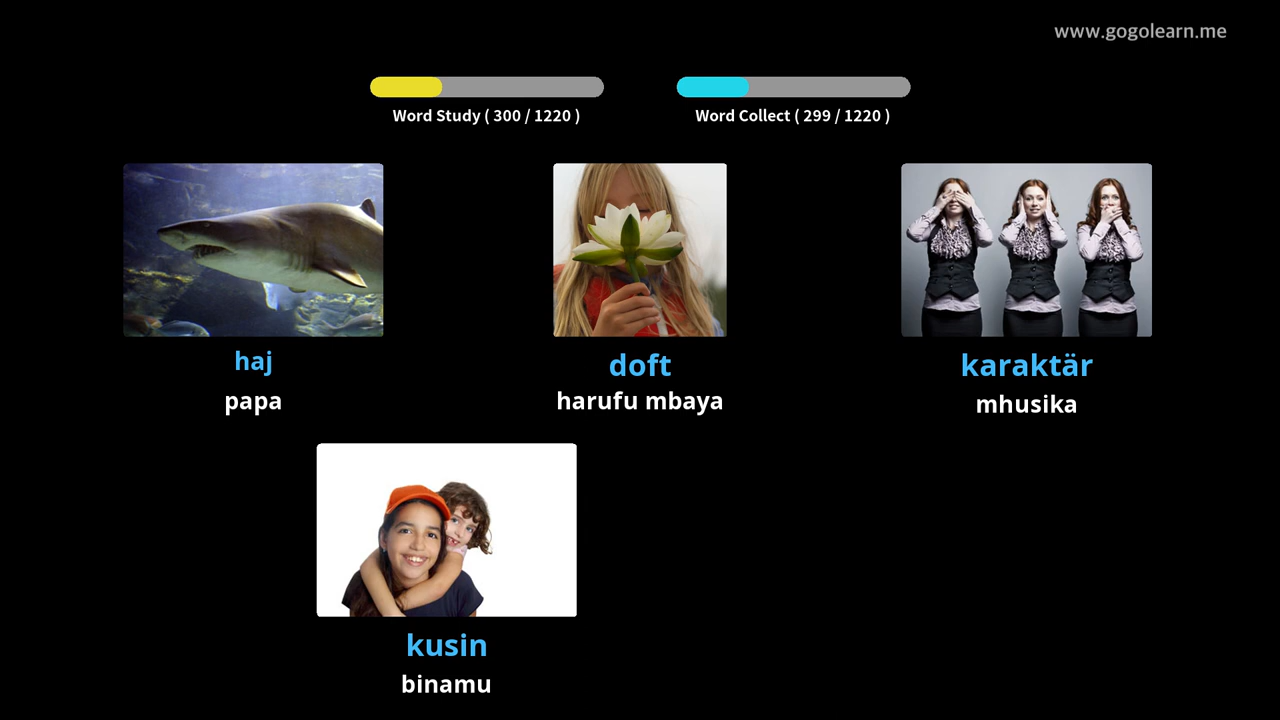 www.gogolearn.me
Word Study ( 300 / 1220 )
Word Collect ( 299 / 1220 )
haj
papa
doft
harufu mbaya
karaktär
mhusika
kusin
binamu